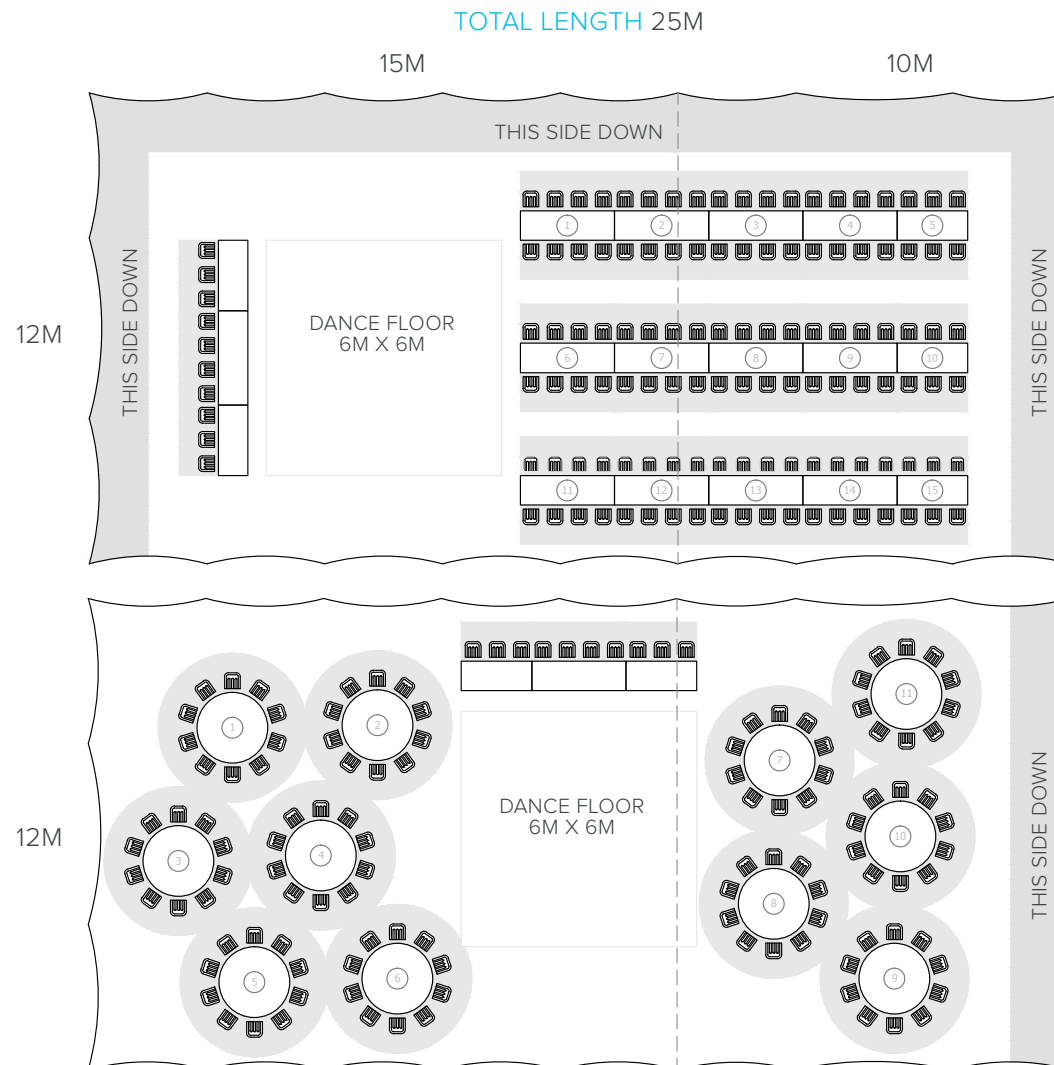 TOTAL LENGTH 25M
15M
10M
THIS SIDE DOWN
THIS SIDE DOWN
12M
DANCE FLOOR
6M X 6M
1
2
3
4
5
6
7
8
9
10
11
12
13
14
15
THIS SIDE DOWN
12M
1
2
3
4
5
6
DANCE FLOOR
6M X 6M
7
8
9
10
11
THIS SIDE DOWN